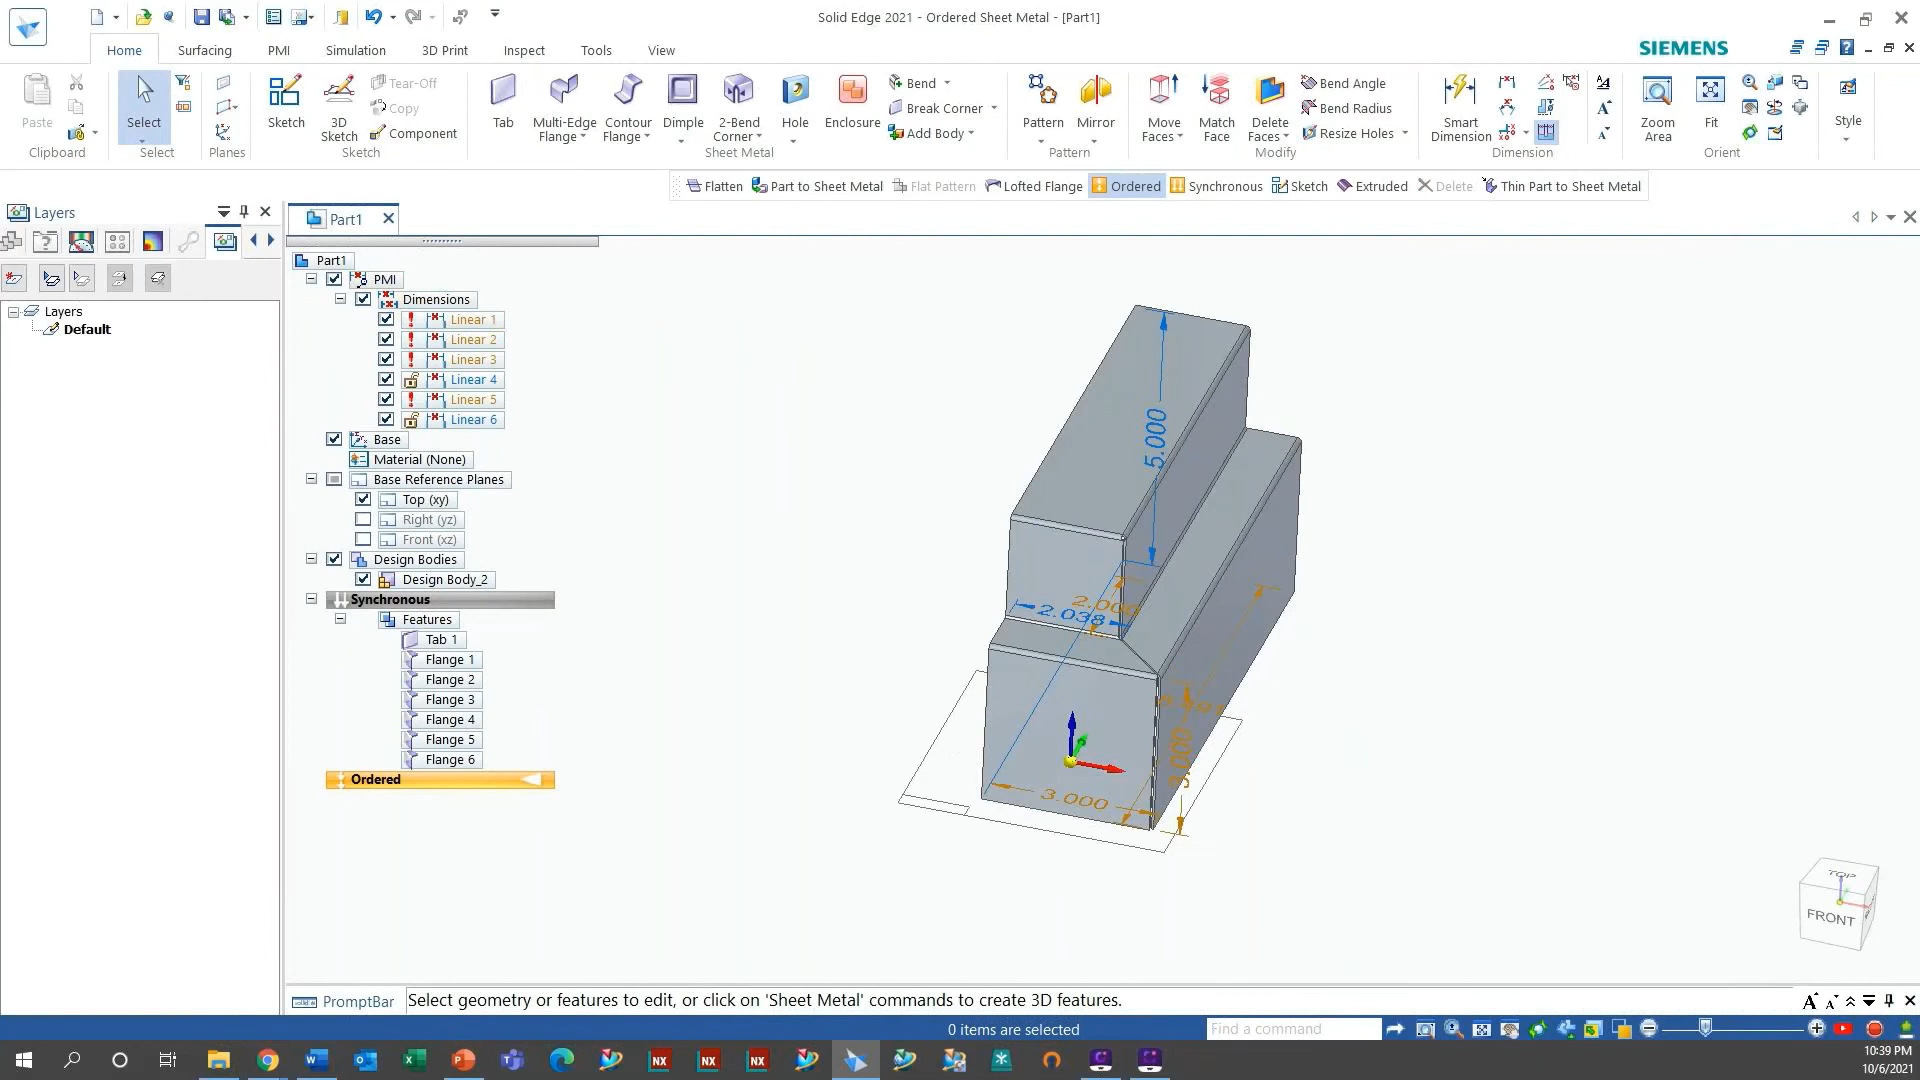 Solid Edge 2021 - Ordered Sheet Metal - [Part1]
Home Surfacing PMI Simulation 3D Print Inspect Tools View
SIEMENS
Paste
Clipboard
Select
Select
Planes
Sketch
3D Sketch
Tear-Off
Copy
Component
Sketch
Tab
Multi-Edge Flange
Contour Flange
Dimple
2-Bend Corner
Hole
Enclosure
Bend
Break Corner
Add Body
Sheet Metal
Pattern
Mirror
Pattern
Move Faces
Match Face
Delete Faces
Bend Angle
Bend Radius
Resize Holes
Modify
Smart Dimension
Dimension
Zoom Area
Fit
Orient
Style
Flatten Part to Sheet Metal Flat Pattern Lofted Flange Ordered Synchronous Sketch Extruded Delete Thin Part to Sheet Metal
Layers
Part1
Layers
Default
Part1
PMI
Dimensions
Linear 1
Linear 2
Linear 3
Linear 4
Linear 5
Linear 6
Base
Material (None)
Base Reference Planes
Top (xy)
Right (yz)
Front (xz)
Design Bodies
Design Body_2
Synchronous
Features
Tab 1
Flange 1
Flange 2
Flange 3
Flange 4
Flange 5
Flange 6
Ordered
5.000
2.000
2.038
3.000
3.000
TOP
FRONT
PromptBar
Select geometry or features to edit, or click on 'Sheet Metal' commands to create 3D features.
0 items are selected
Find a command
NX NX NX
10:39 PM
10/6/2021